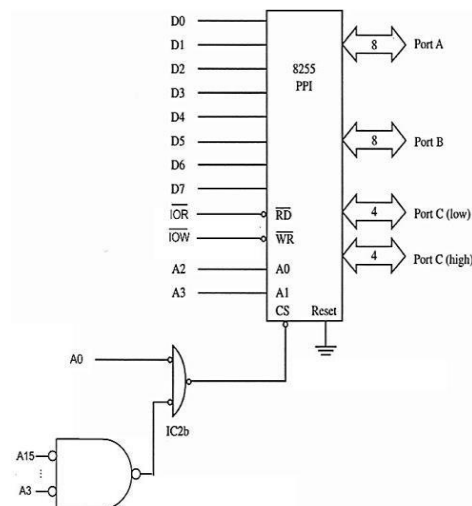 D0
D1
D2
D3
D4
D5
D6
D7
IOR
IOW
A2
A3
8255
PPI
RD
WR
A0
A1
CS Reset
8
Port A
8
Port B
4
Port C (low)
4
Port C (high)
A0
IC2b
A15
⋮
A3